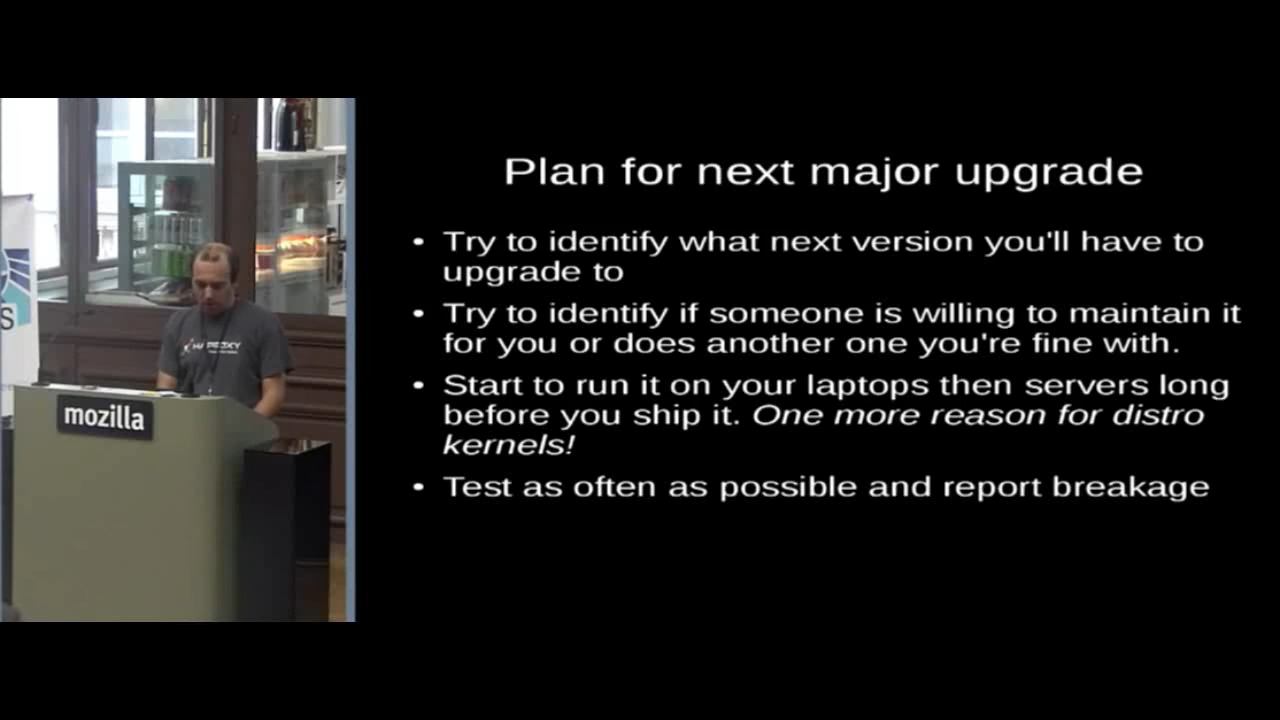 Plan for next major upgrade
• Try to identify what next version you'll have to
upgrade to
• Try to identify if someone is willing to maintain it
for you or does another one you're fine with.
• Start to run it on your laptops then servers long
before you ship it. One more reason for distro
kernels!
• Test as often as possible and report breakage
HAPROXY
mozilla
S